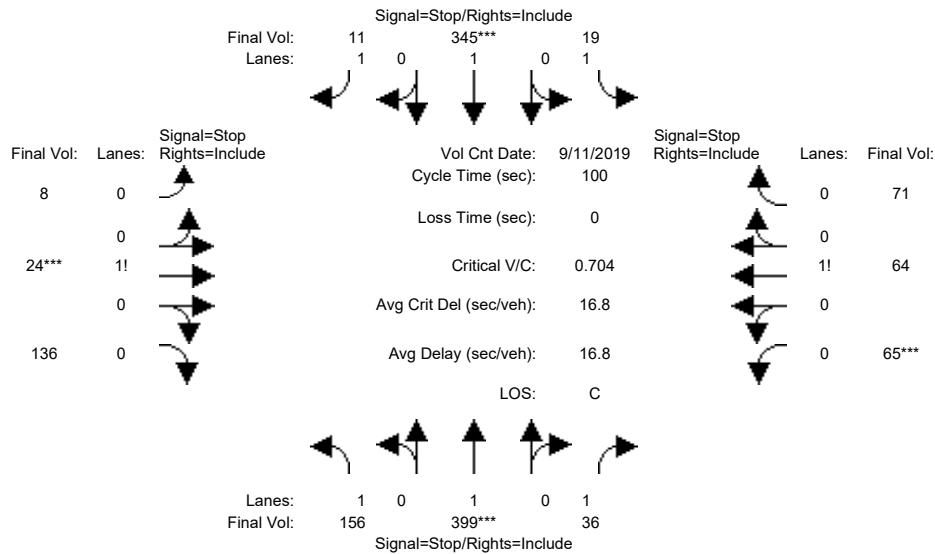 Signal=Stop/Rights=Include
Final Vol: 11 345*** 19
Lanes: 1 0 1 0 1
Signal=Stop Signal=Stop
Final Vol: Lanes: Rights=Include Vol Cnt Date: 9/11/2019 Rights=Include Lanes: Final Vol:
Cycle Time (sec): 100
8 0 0 71
Loss Time (sec): 0
0 0
24*** 1! Critical V/C: 0.704 1! 64
0 Avg Crit Del (sec/veh): 16.8 0
136 0 Avg Delay (sec/veh): 16.8 0 65***
LOS: C
Lanes: 1 0 1 0 1
Final Vol: 156 399*** 36
Signal=Stop/Rights=Include